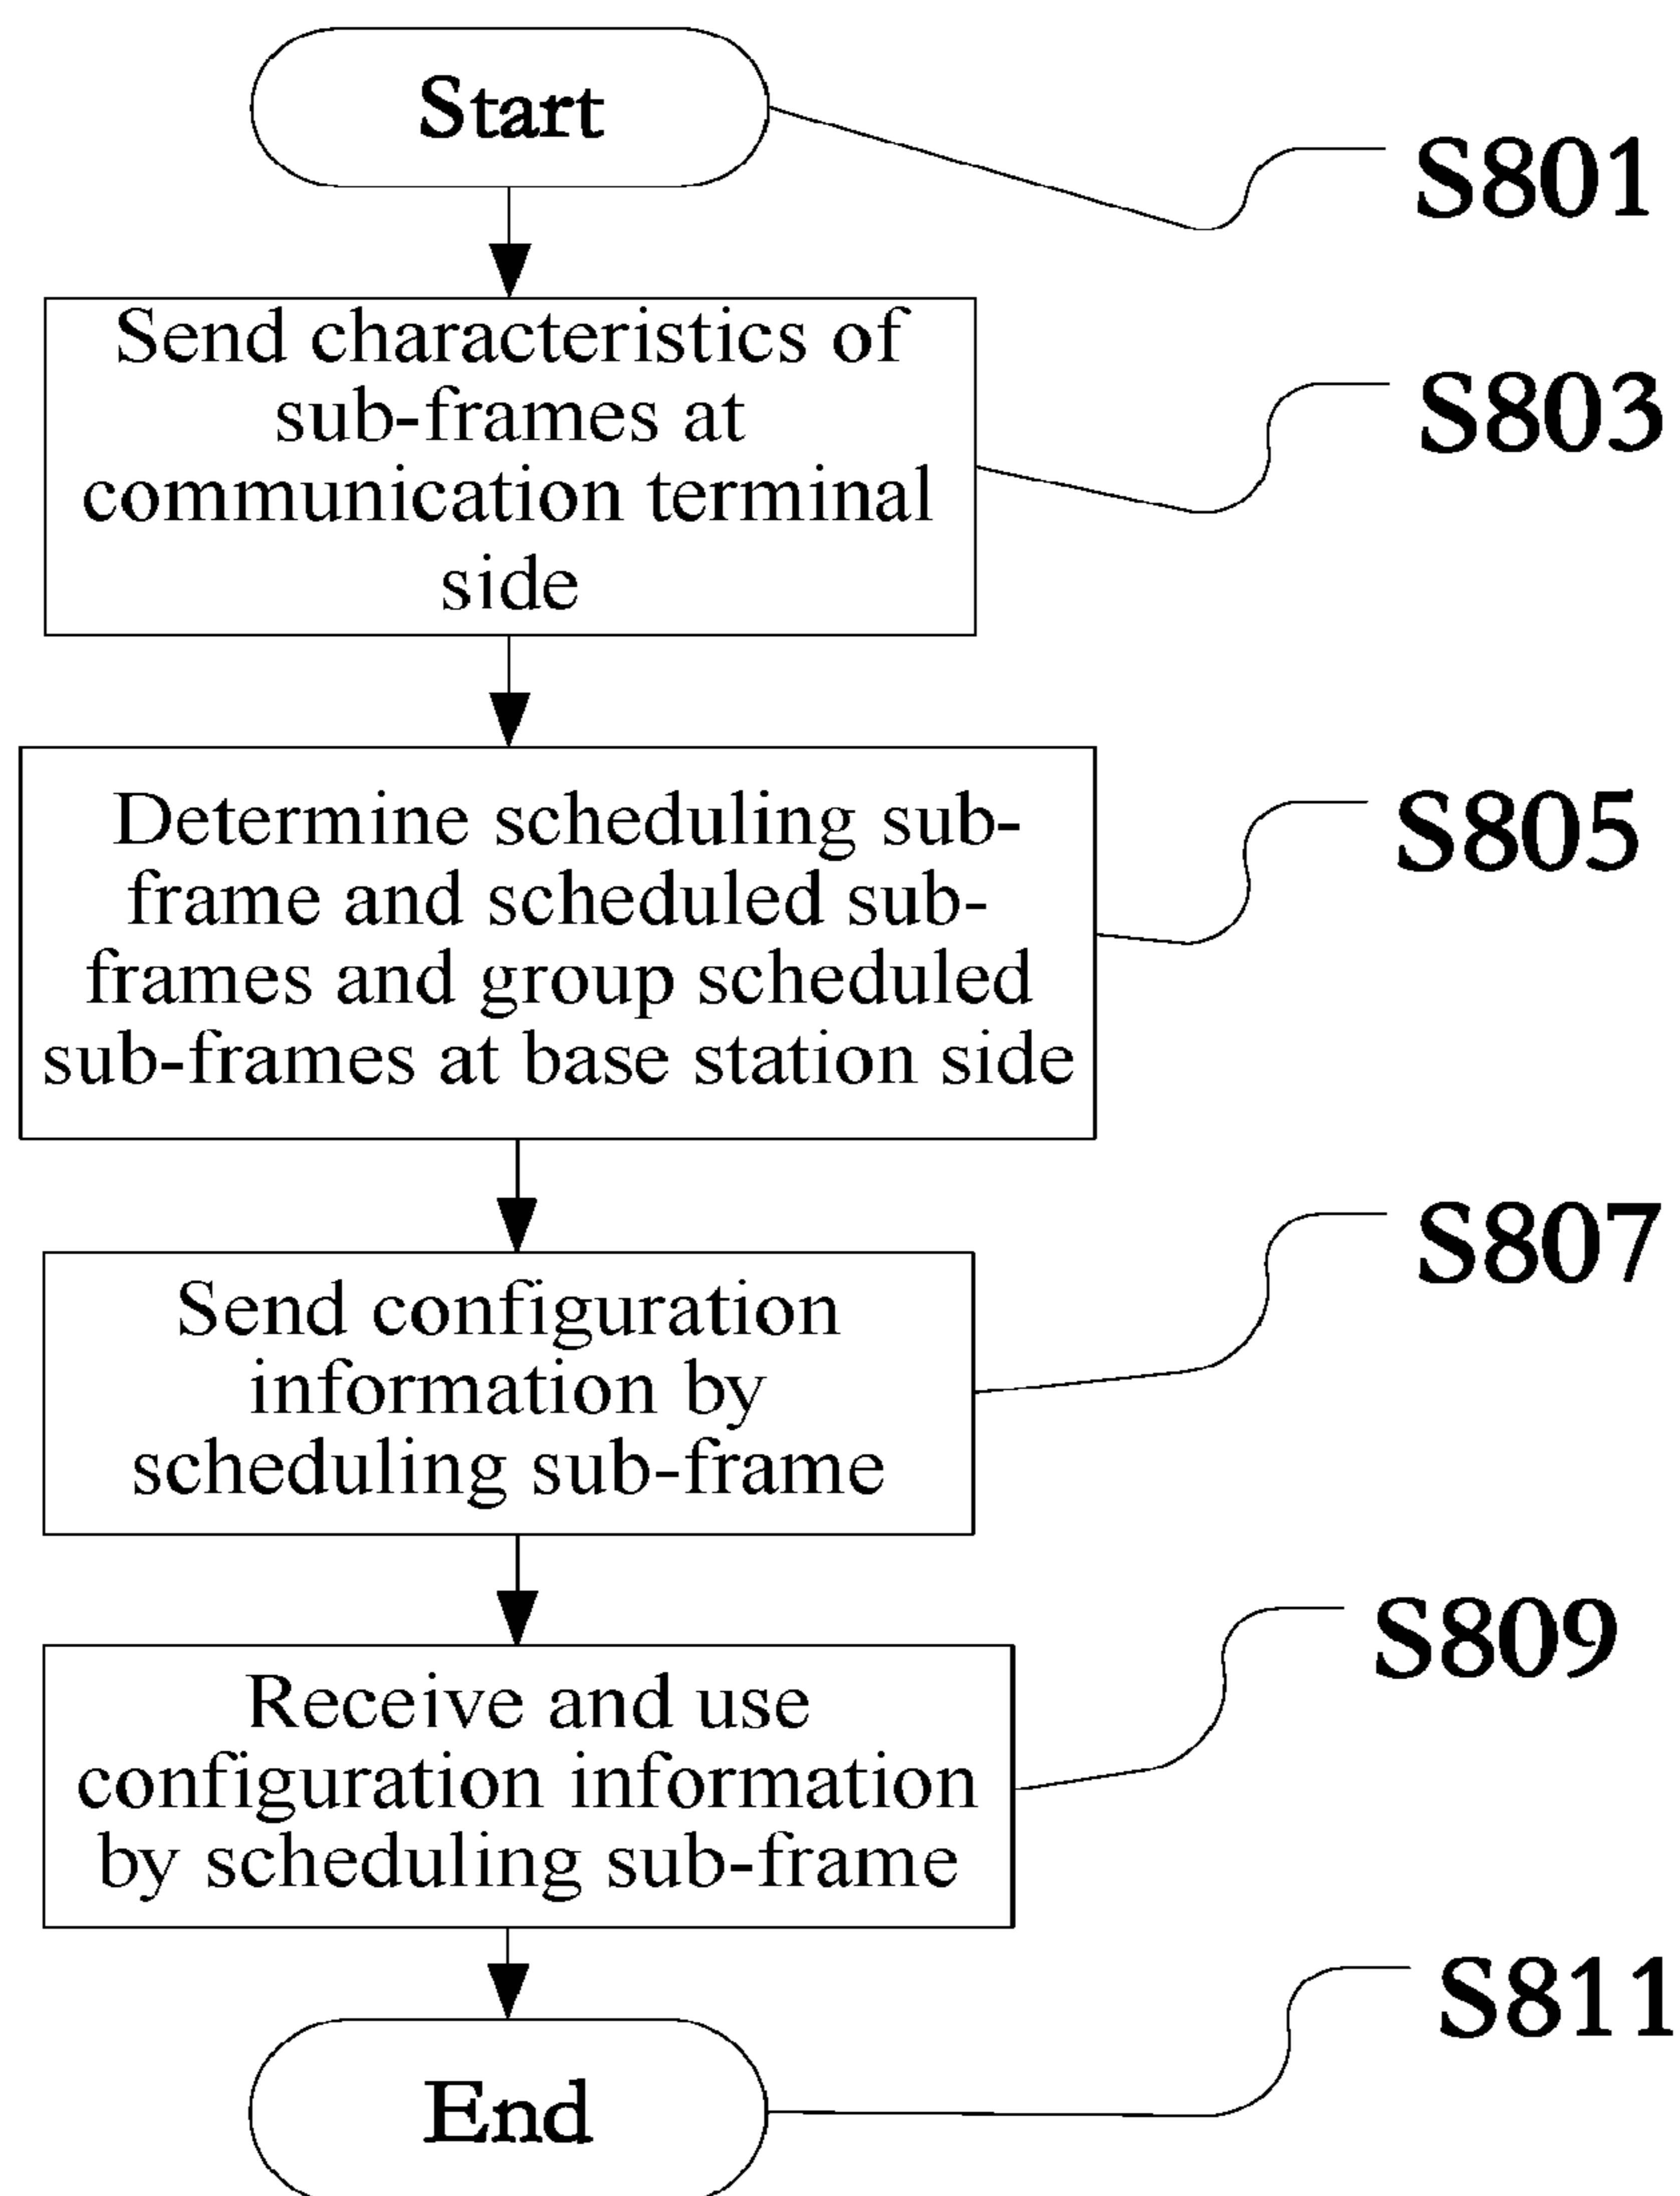 Start
S801
Send characteristics of
sub-frames at
communication terminal
side
S803
Determine scheduling sub-
frame and scheduled sub-
frames and group scheduled
sub-frames at base station side
S805
Send configuration
information by
scheduling sub-frame
S807
Receive and use
configuration information
by scheduling sub-frame
S809
End
S811